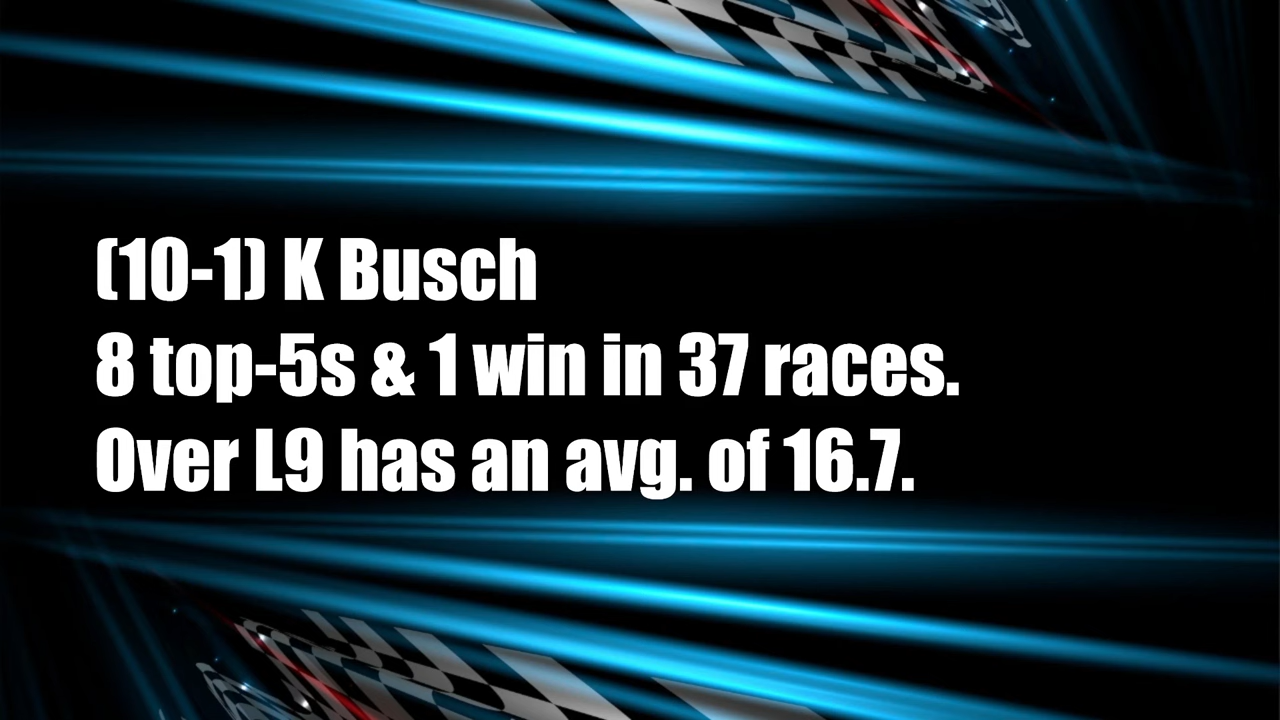 (10-1) K Busch
8 top-5s & 1 win in 37 races.
Over L9 has an avg. of 16.7.